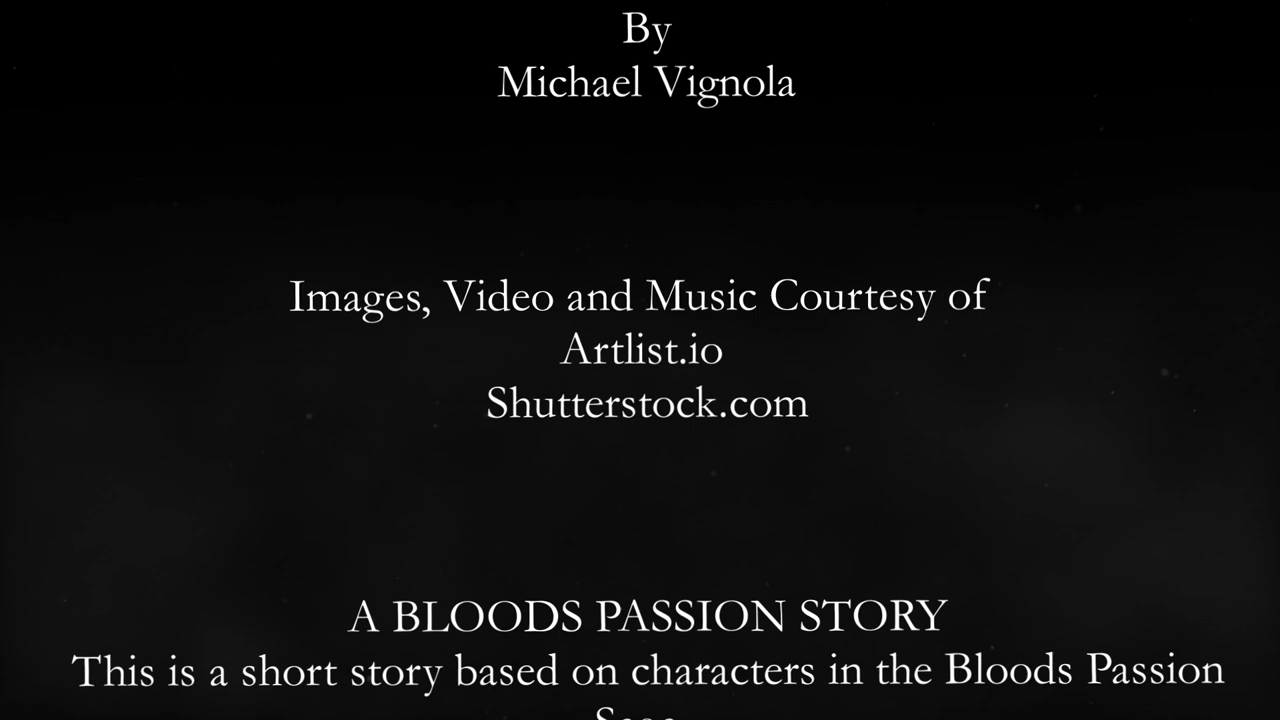 By
Michael Vignola
Images, Video and Music Courtesy of
Artlist.io
Shutterstock.com
A BLOODS PASSION STORY
This is a short story based on characters in the Bloods Passion